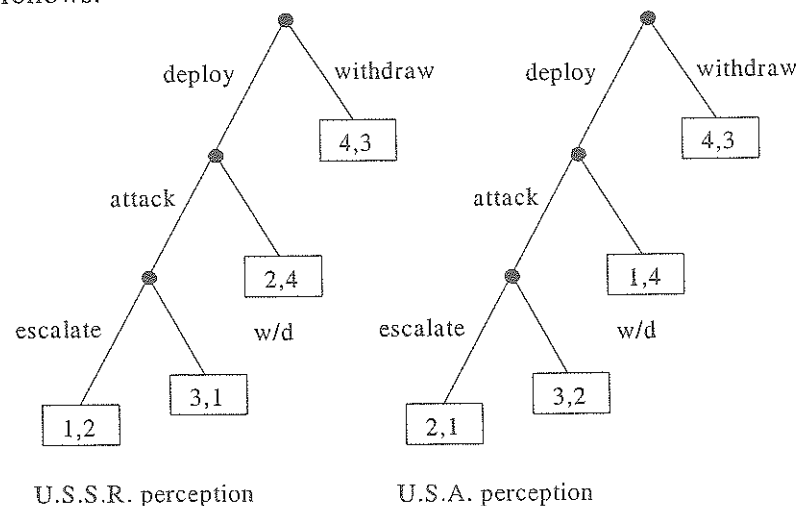 deploy withdraw deploy withdraw
4,3 4,3
attack attack
2,4 1,4
escalate w/d escalate w/d
3,1 3,2
1,2 2,1
U.S.S.R. perception U.S.A. perception